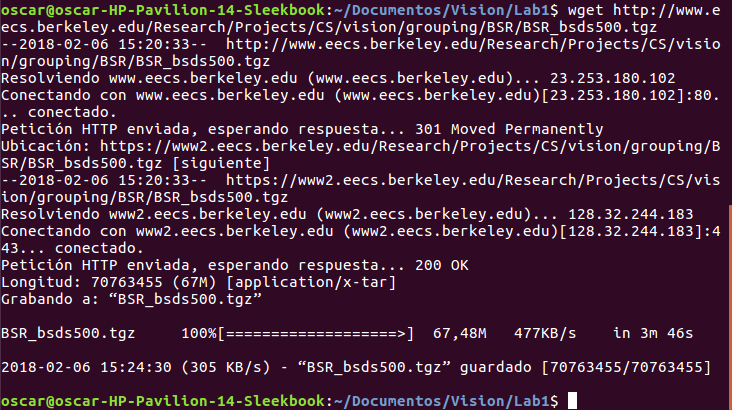 oscar@oscar-HP-Pavilion-14-Sleekbook:~/Documentos/Vision/Lab1$ wget http://www.e
ecs.berkeley.edu/Research/Projects/CS/vision/grouping/BSR/BSR_bsds500.tgz
--2018-02-06 15:20:33--  http://www.eecs.berkeley.edu/Research/Projects/CS/visio
n/grouping/BSR/BSR_bsds500.tgz
Resolviendo www.eecs.berkeley.edu (www.eecs.berkeley.edu)... 23.253.180.102
Conectando con www.eecs.berkeley.edu (www.eecs.berkeley.edu)[23.253.180.102]:80.
.. conectado.
Petición HTTP enviada, esperando respuesta... 301 Moved Permanently
Ubicación: https://www2.eecs.berkeley.edu/Research/Projects/CS/vision/grouping/B
SR/BSR_bsds500.tgz [siguiente]
--2018-02-06 15:20:33--  https://www2.eecs.berkeley.edu/Research/Projects/CS/vis
ion/grouping/BSR/BSR_bsds500.tgz
Resolviendo www2.eecs.berkeley.edu (www2.eecs.berkeley.edu)... 128.32.244.183
Conectando con www2.eecs.berkeley.edu (www2.eecs.berkeley.edu)[128.32.244.183]:4
43... conectado.
Petición HTTP enviada, esperando respuesta... 200 OK
Longitud: 70763455 (67M) [application/x-tar]
Grabando a: “BSR_bsds500.tgz”
BSR_bsds500.tgz     100%[===================>]  67,48M   477KB/s    in 3m 46s
2018-02-06 15:24:30 (305 KB/s) - “BSR_bsds500.tgz” guardado [70763455/70763455]
oscar@oscar-HP-Pavilion-14-Sleekbook:~/Documentos/Vision/Lab1$